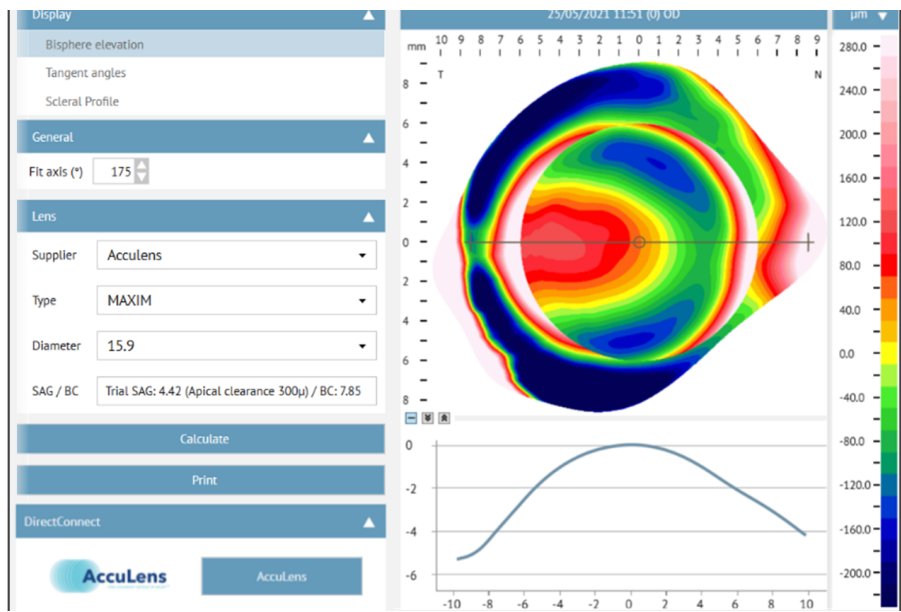 Display
Bisphere elevation
Tangent angles
Scleral Profile
General
Fit axis (°) 175
Lens
Supplier Acculens
Type MAXIM
Diameter 15.9
SAG / BC Trial SAG: 4.42 (Apical clearance 300µ) / BC: 7.85
Calculate
Print
DirectConnect
AccuLens
AccuLens
25/05/2021 11:51 (0) OD
µm
mm 10 9 8 7 6 5 4 3 2 1 0 1 2 3 4 5 6 7 8 9
T N
8
6
4
2
0
2
4
6
8
280.0
240.0
200.0
160.0
120.0
80.0
40.0
0.0
-40.0
-80.0
-120.0
-160.0
-200.0
0
-2
-4
-6
-10 -8 -6 -4 -2 0 2 4 6 8 10